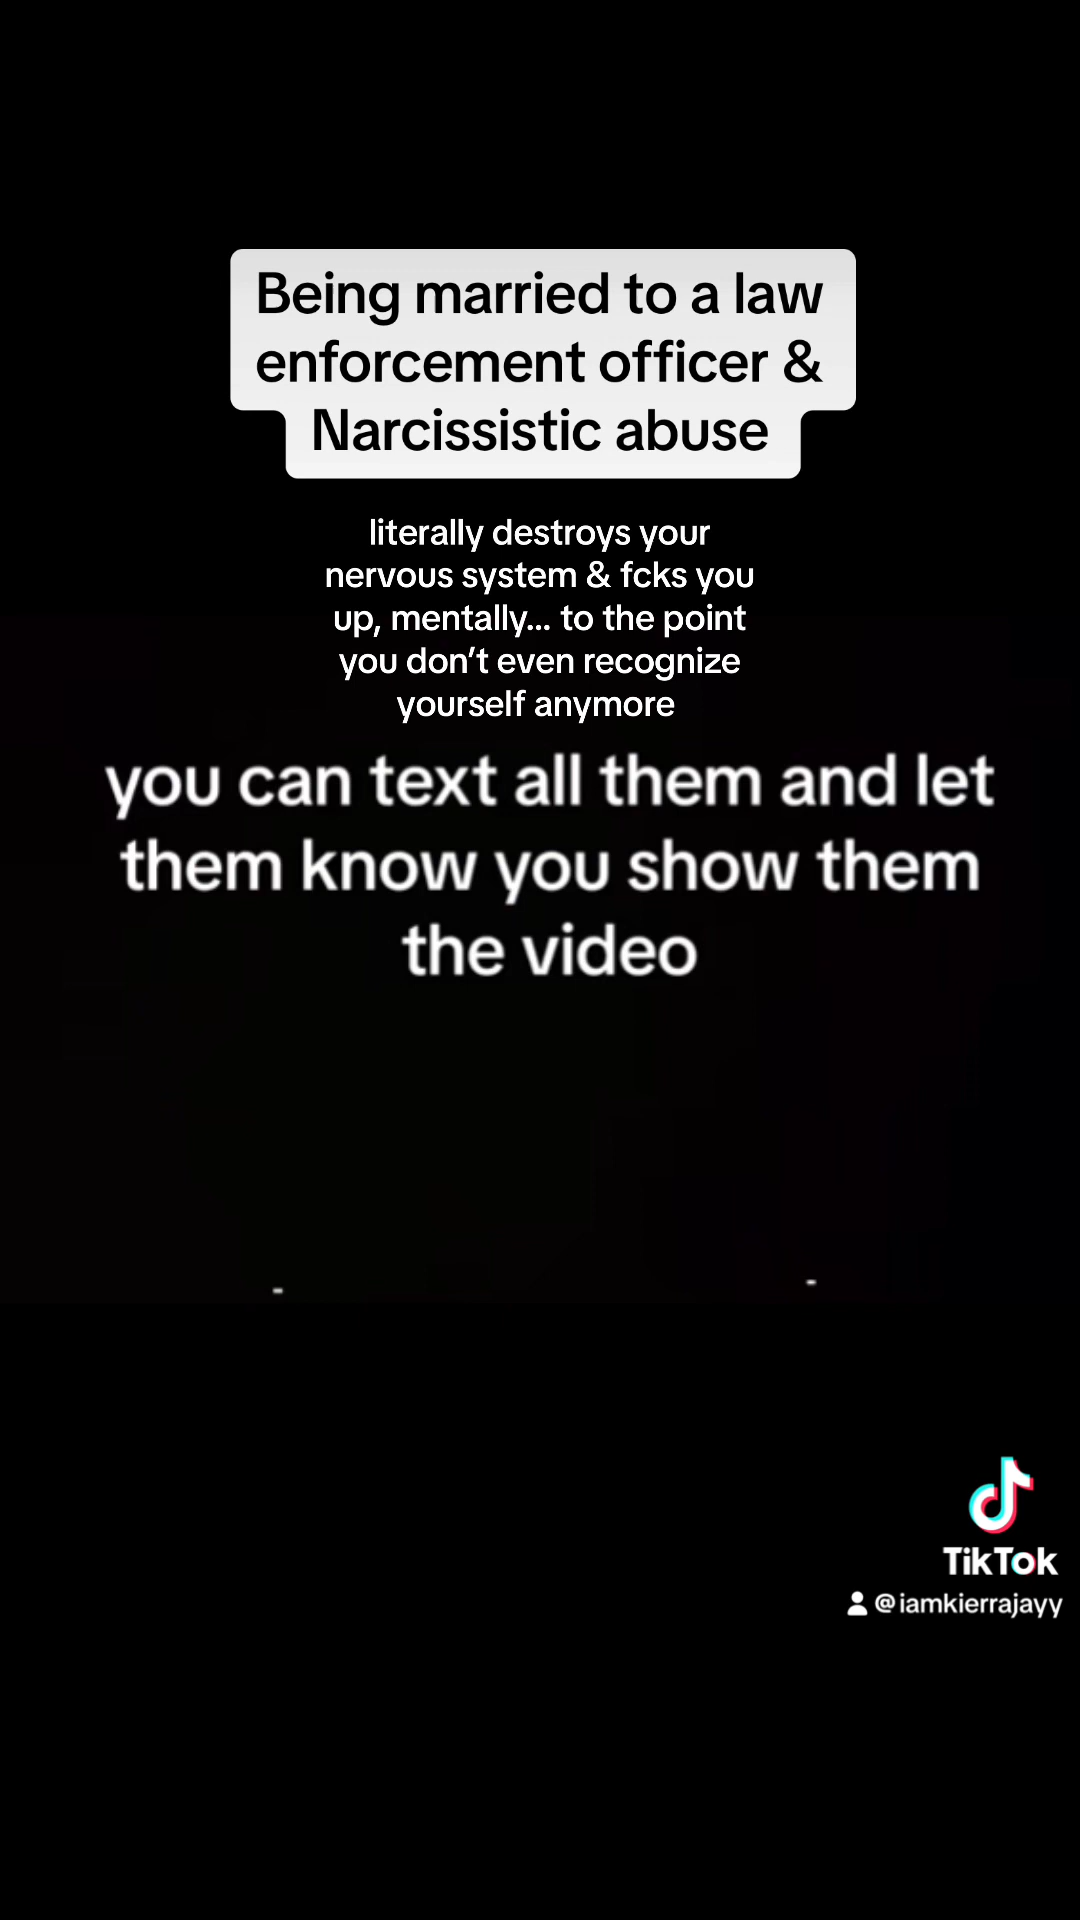 Being married to a law
enforcement officer &
Narcissistic abuse
literally destroys your
nervous system & fcks you
up, mentally... to the point
you don’t even recognize
yourself anymore
you can text all them and let
them know you show them
the video
TikTok
@iamkierrajayy